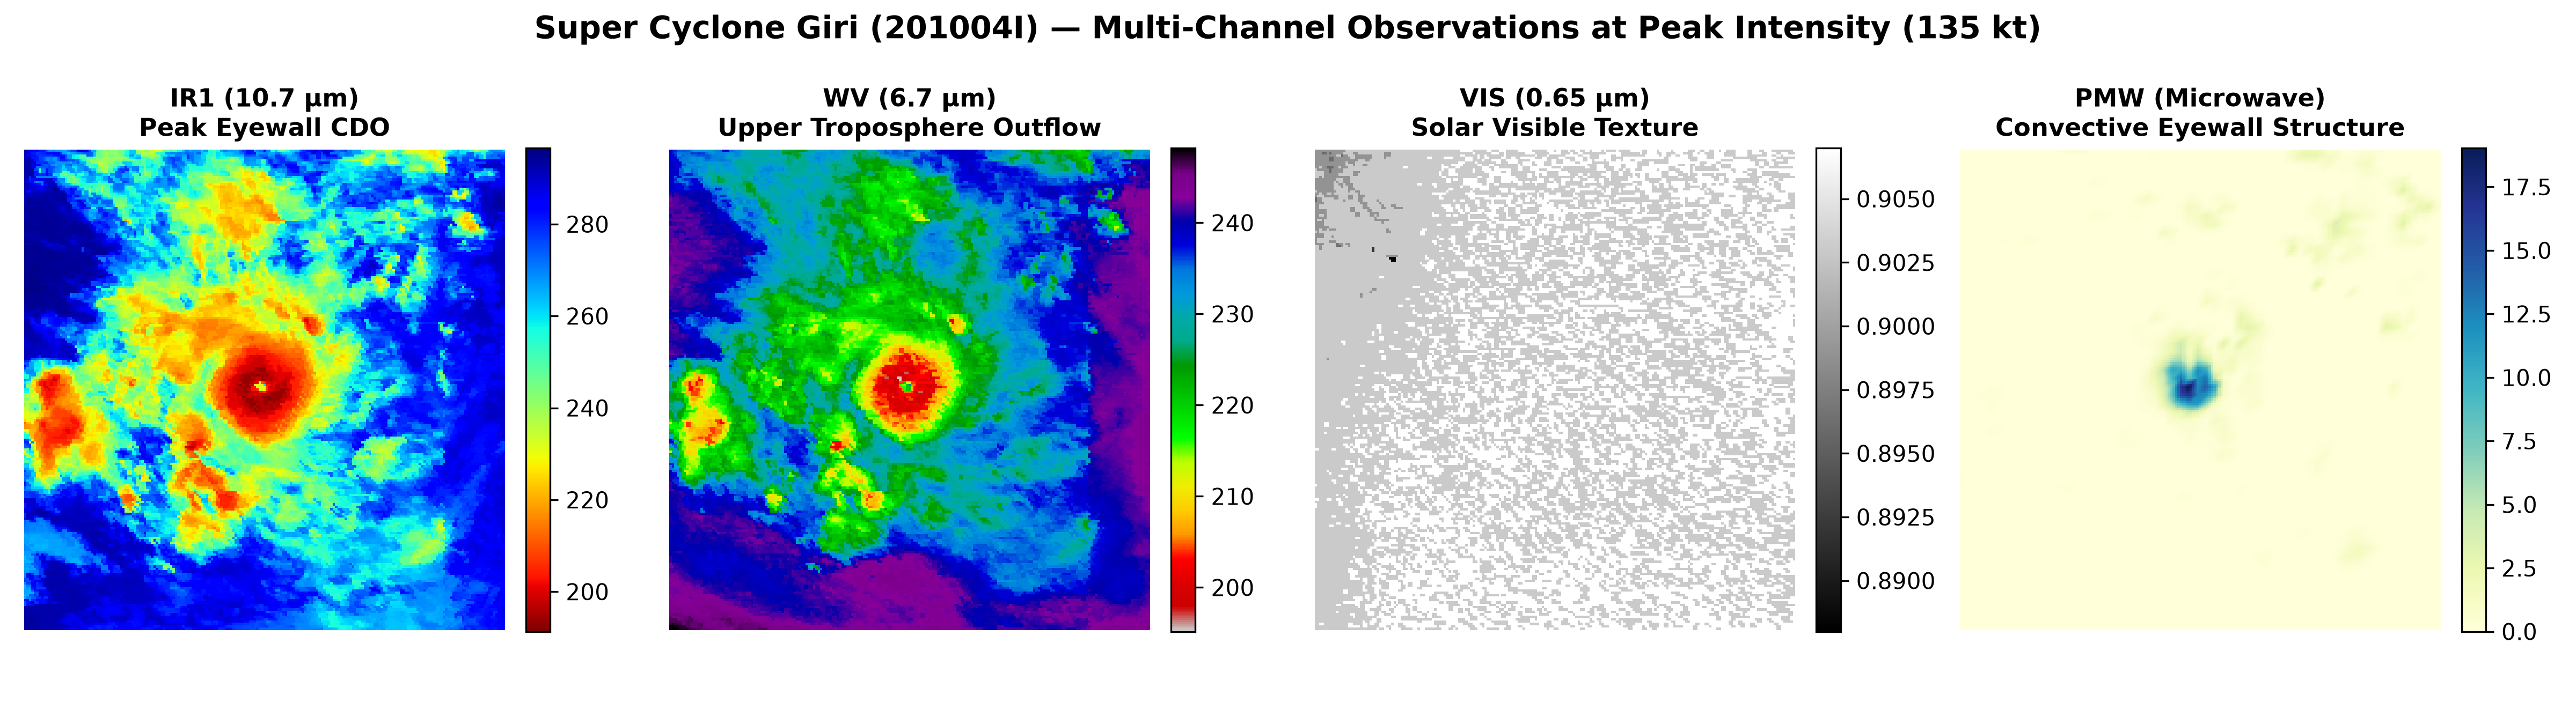 Super Cyclone Giri (201004I) — Multi-Channel Observations at Peak Intensity (135 kt)
IR1 (10.7 μm)
Peak Eyewall CDO
280
260
240
220
200
WV (6.7 μm)
Upper Troposphere Outflow
240
230
220
210
200
VIS (0.65 μm)
Solar Visible Texture
0.9050
0.9025
0.9000
0.8975
0.8950
0.8925
0.8900
PMW (Microwave)
Convective Eyewall Structure
17.5
15.0
12.5
10.0
7.5
5.0
2.5
0.0